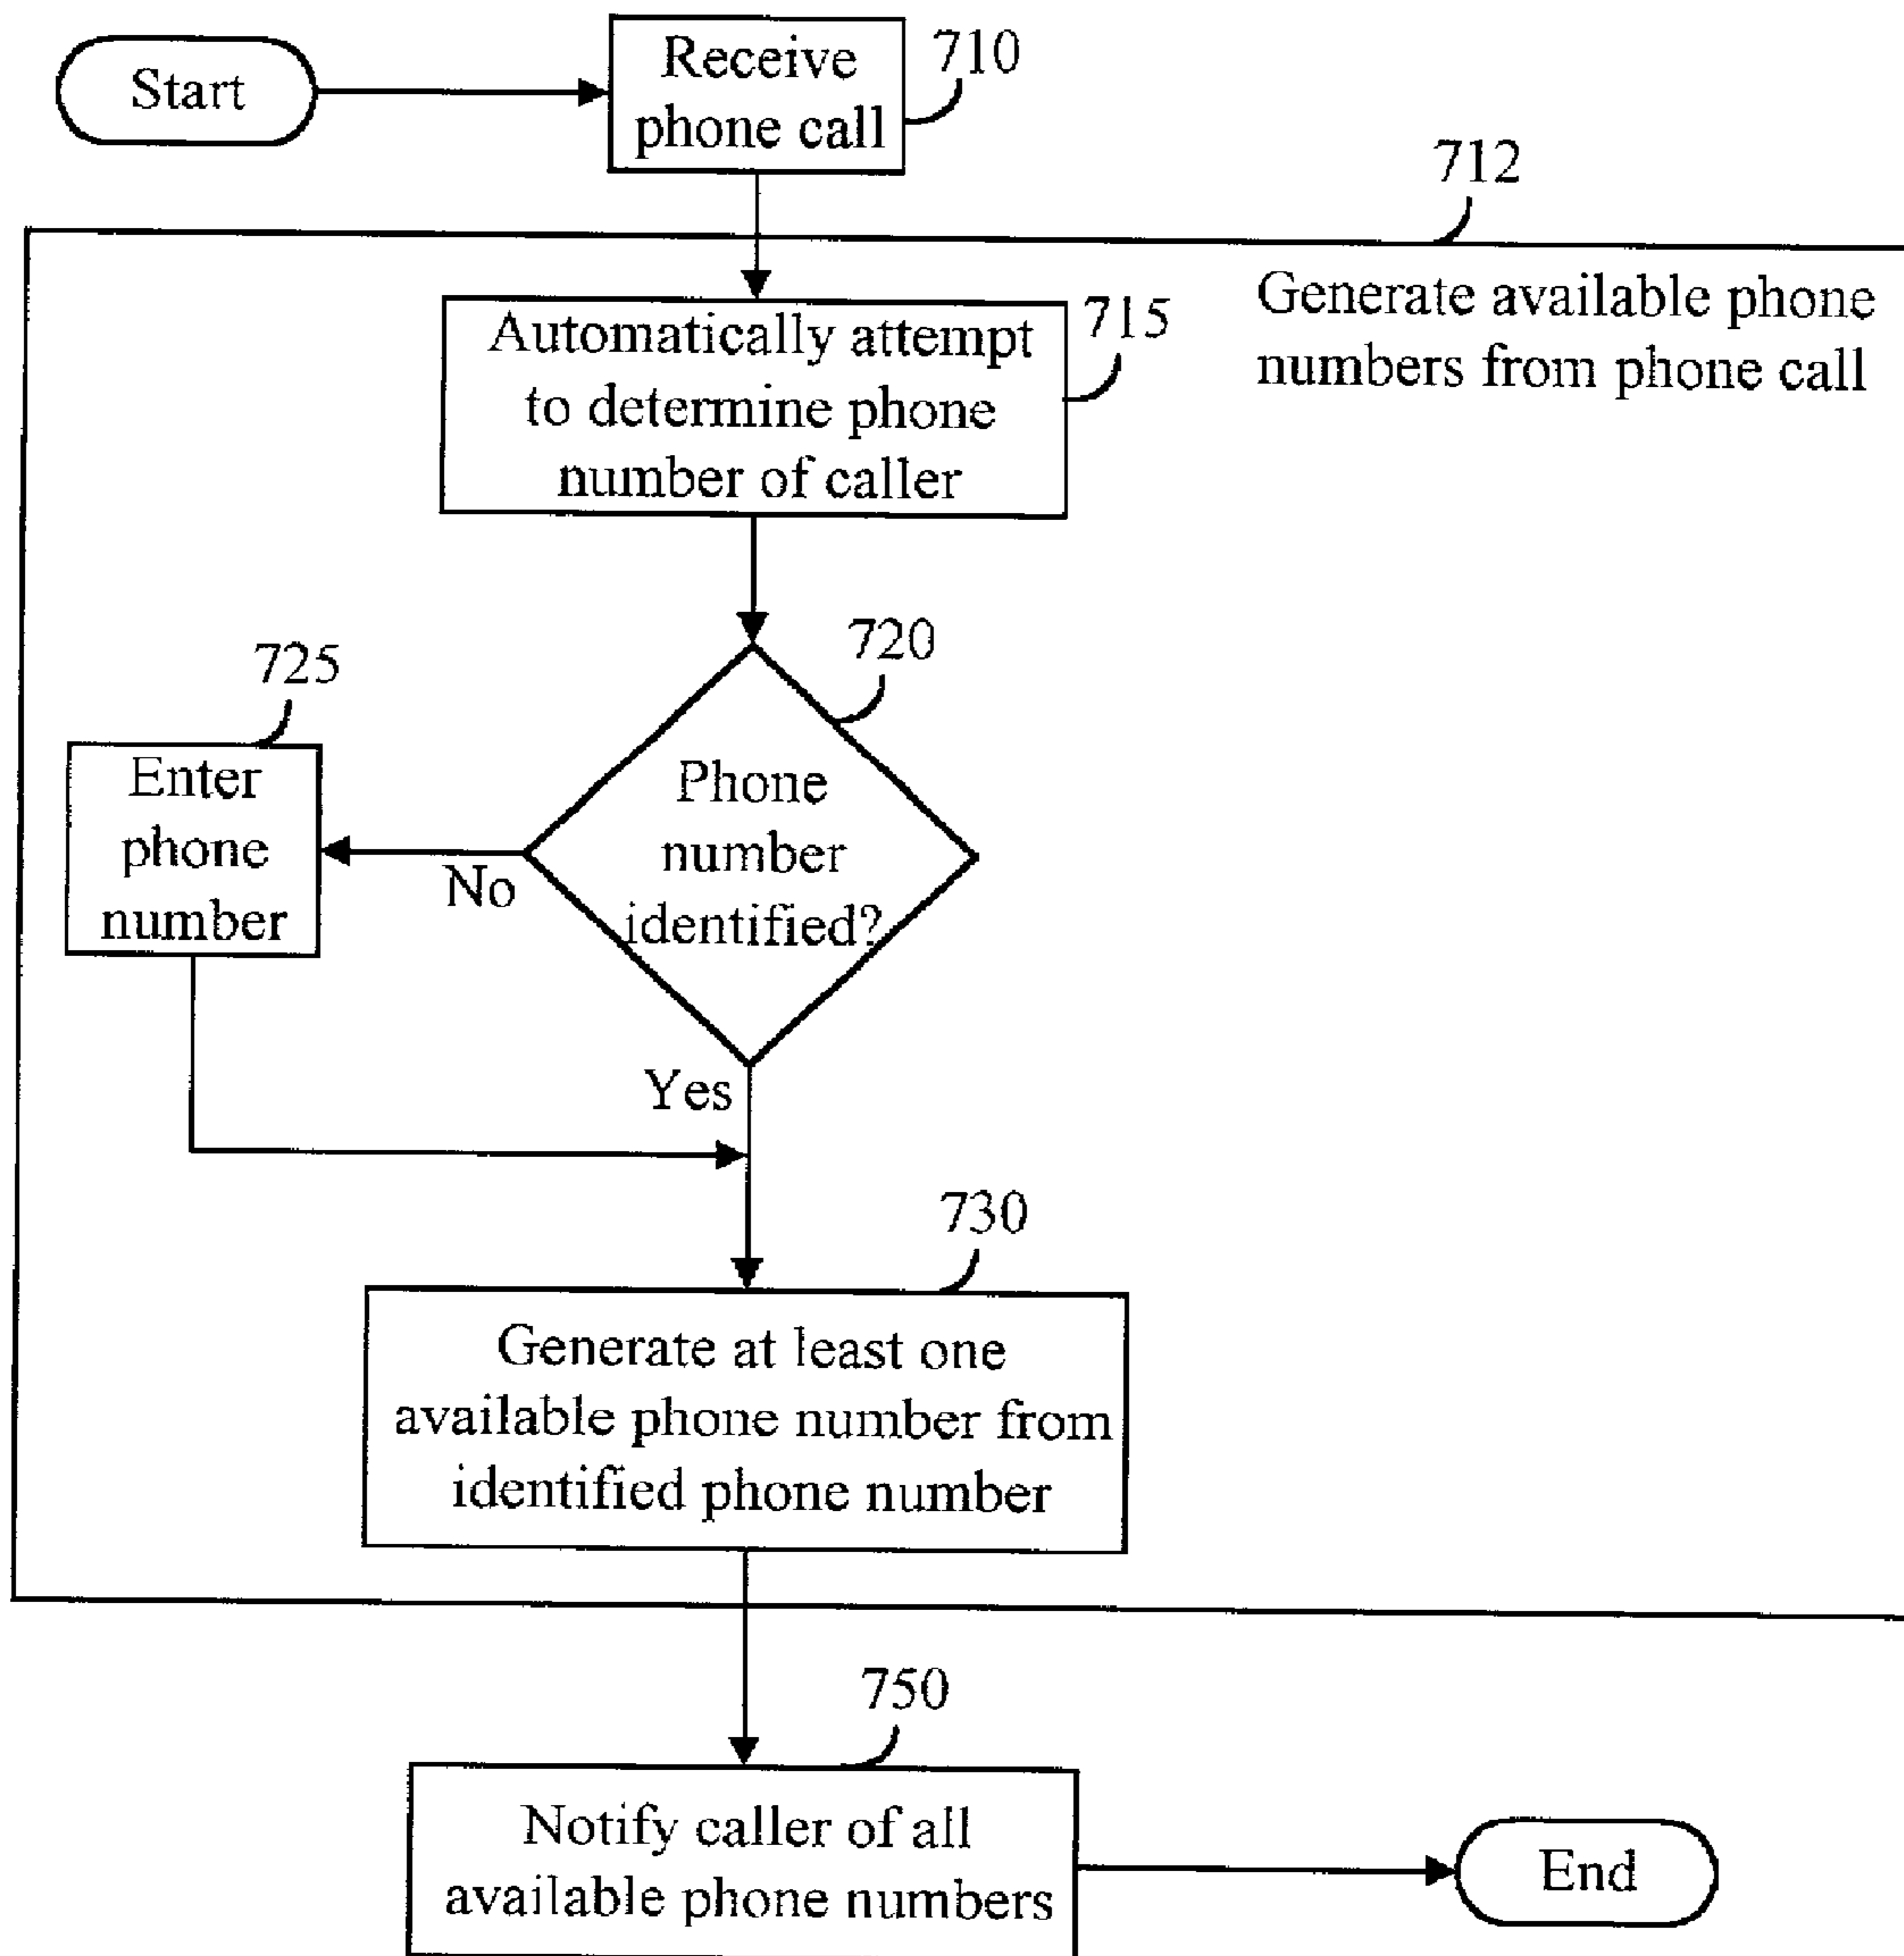 Start
Receive
phone call
710
712
Generate available phone
numbers from phone call
Automatically attempt
to determine phone
number of caller
715
720
Phone
number
identified?
725
Enter
phone
number
No
Yes
730
Generate at least one
available phone number from
identified phone number
750
Notify caller of all
available phone numbers
End